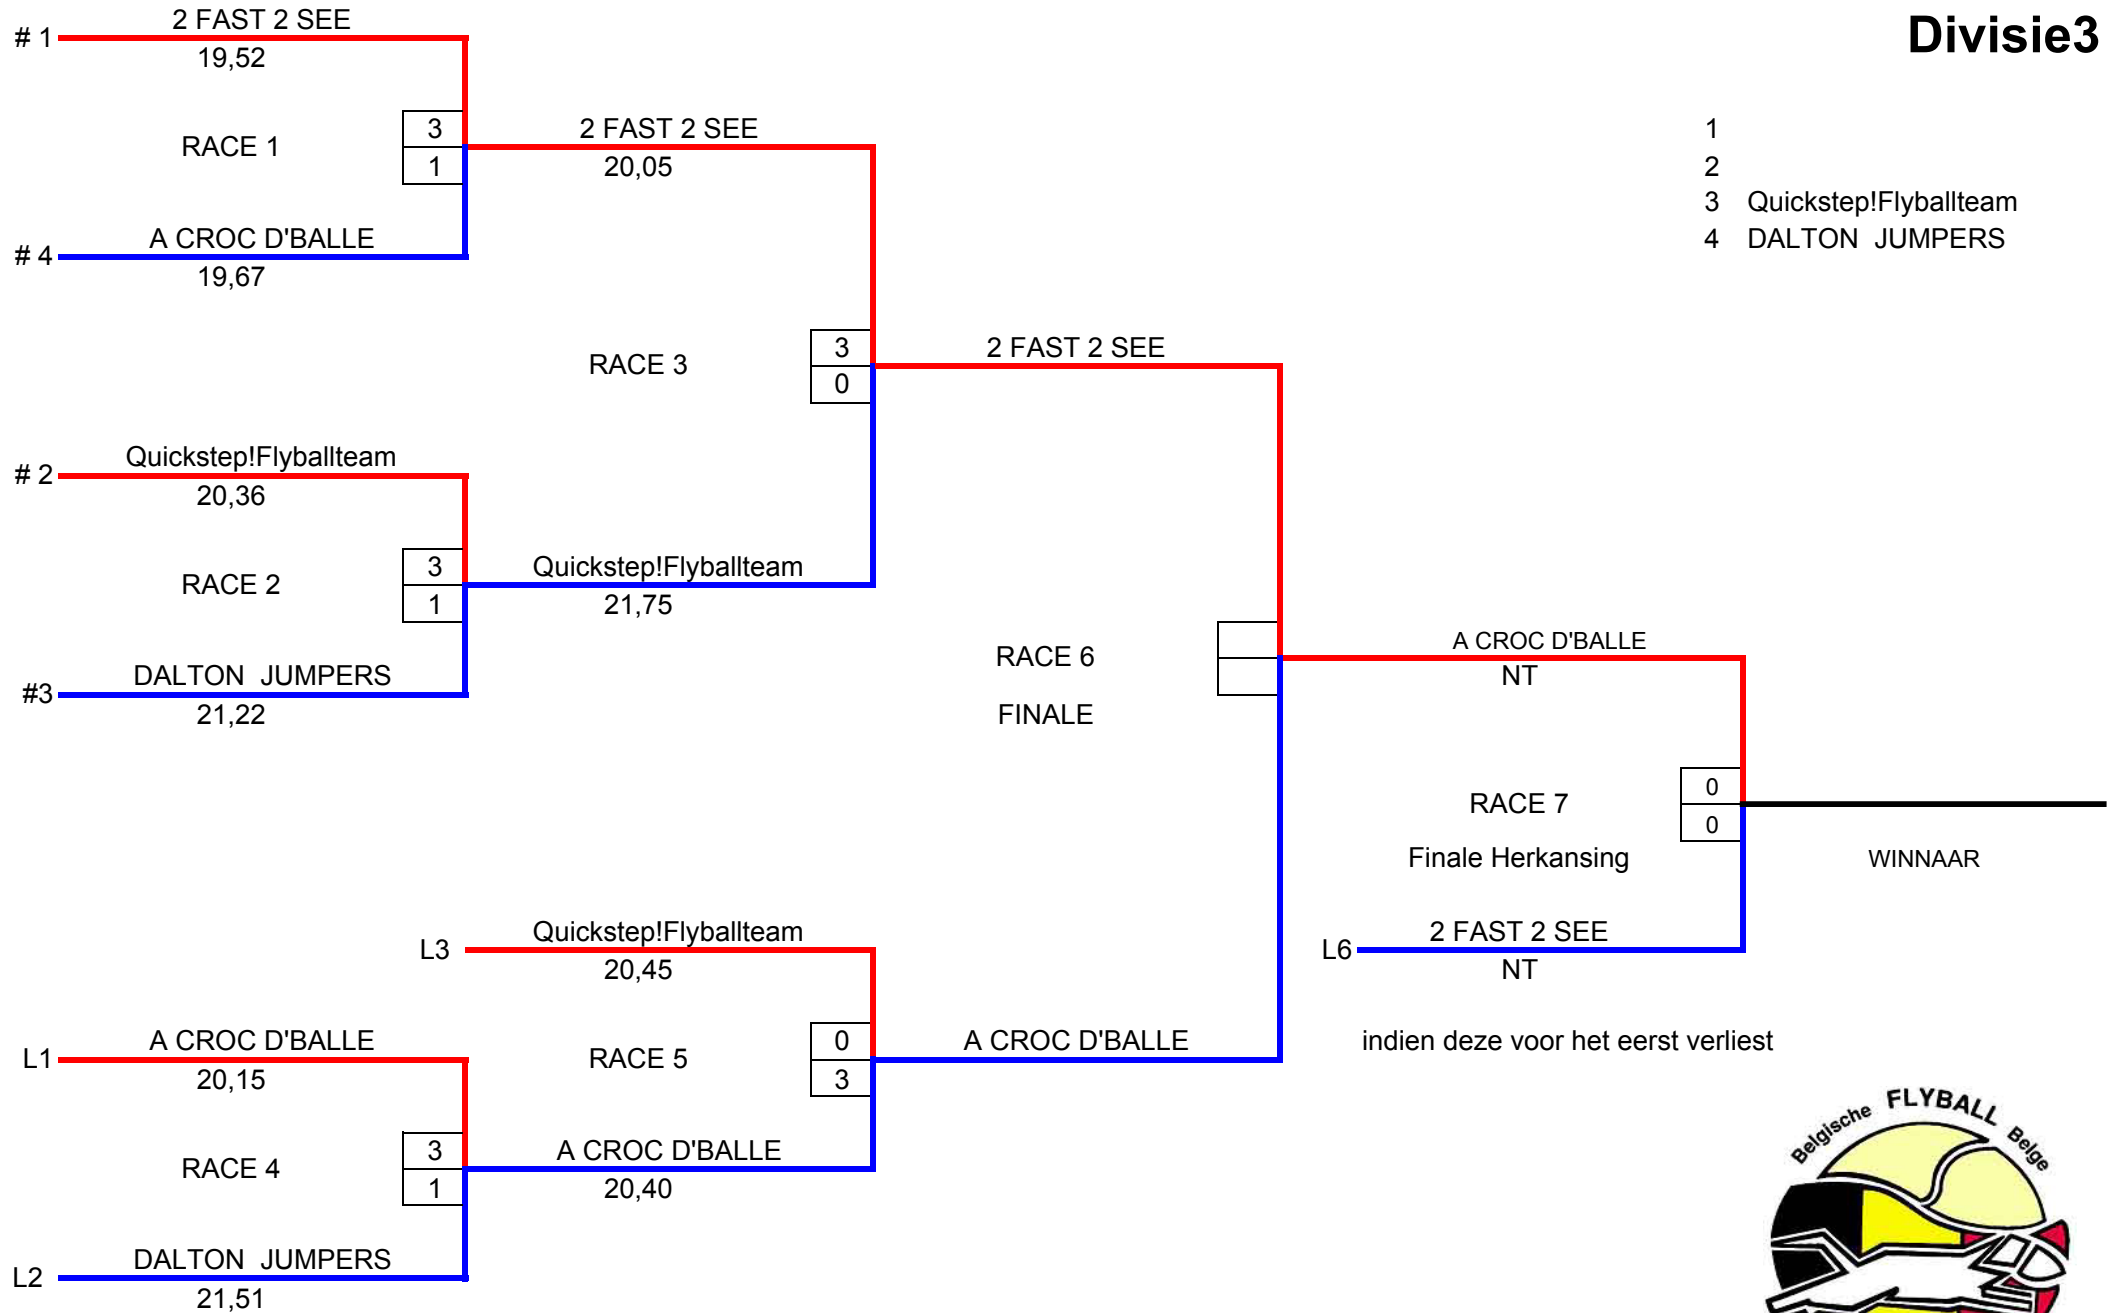 2 FAST 2 SEE
Divisie3
# 1
19,52
3
2 FAST 2 SEE
1
RACE 1
1
20,05
2
3 Quickstep!Flyballteam
A CROC D'BALLE
4 DALTON  JUMPERS
# 4
19,67
3
2 FAST 2 SEE
RACE 3
0
Quickstep!Flyballteam
# 2
20,36
3
Quickstep!Flyballteam
RACE 2
1
21,75
A CROC D'BALLE
RACE 6
NT
DALTON  JUMPERS
#3
21,22
FINALE
0
RACE 7
0
Finale Herkansing
WINNAAR
Quickstep!Flyballteam
2 FAST 2 SEE
L3
L6
20,45
NT
A CROC D'BALLE
0
A CROC D'BALLE
indien deze voor het eerst verliest
L1
RACE 5
20,15
3
Belgische FLYBALL Belge
3
A CROC D'BALLE
RACE 4
1
20,40
DALTON  JUMPERS
L2
21,51